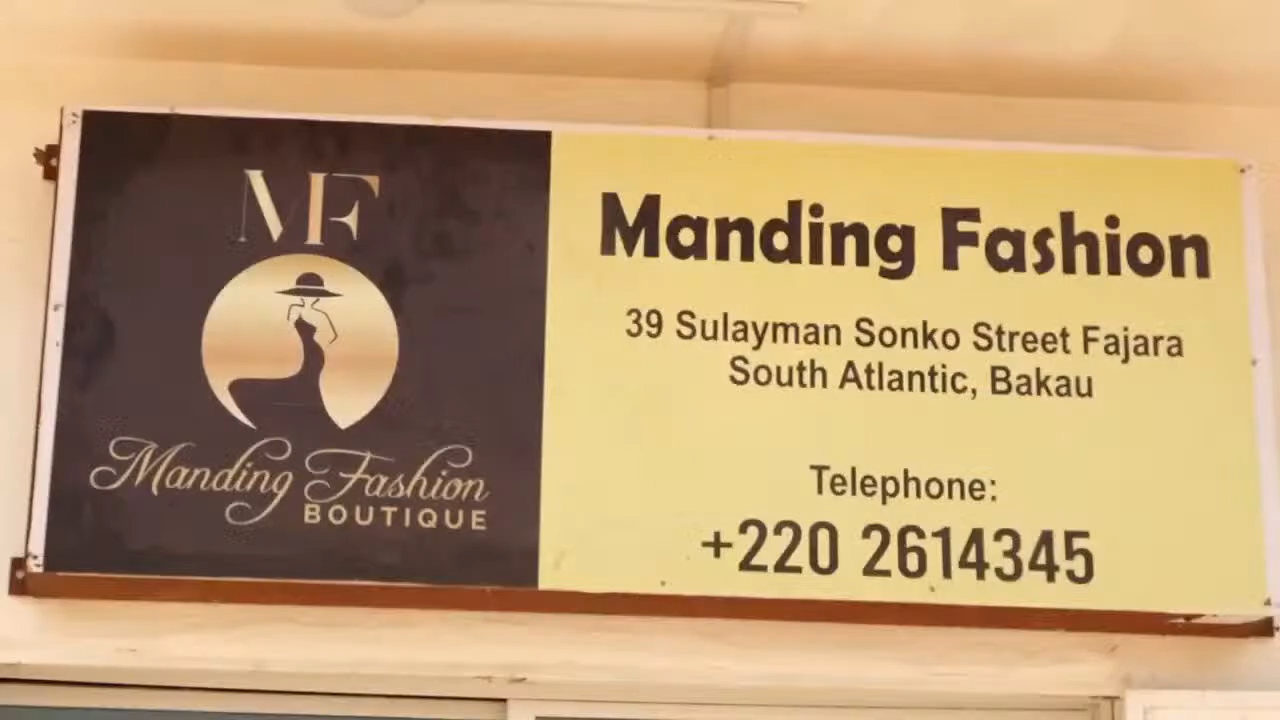 MF
Manding Fashion
BOUTIQUE
Manding Fashion
39 Sulayman Sonko Street Fajara
South Atlantic, Bakau
Telephone:
+220 2614345